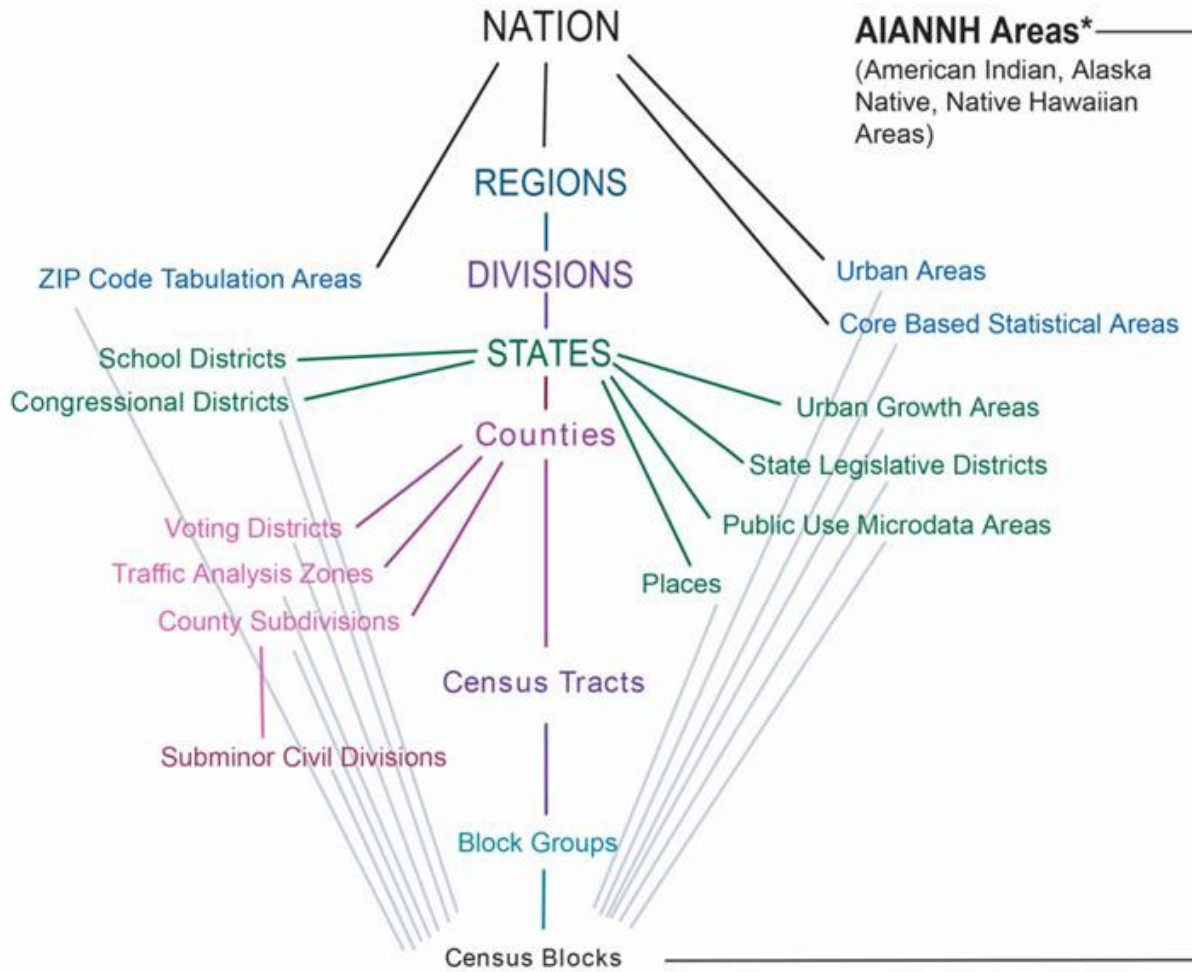 NATION
AIANNH Areas*
(American Indian, Alaska
Native, Native Hawaiian
Areas)
REGIONS
ZIP Code Tabulation Areas
DIVISIONS
Urban Areas
Core Based Statistical Areas
School Districts
STATES
Congressional Districts
Urban Growth Areas
Counties
State Legislative Districts
Voting Districts
Public Use Microdata Areas
Traffic Analysis Zones
Places
County Subdivisions
Census Tracts
Subminor Civil Divisions
Block Groups
Census Blocks